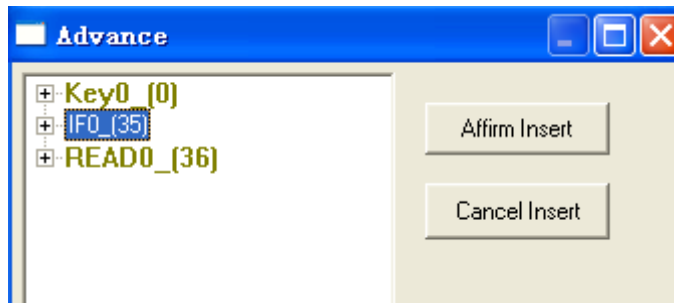 Advance
Key0_(0)
IF0_(35)
READ0_(36)
Affirm Insert
Cancel Insert